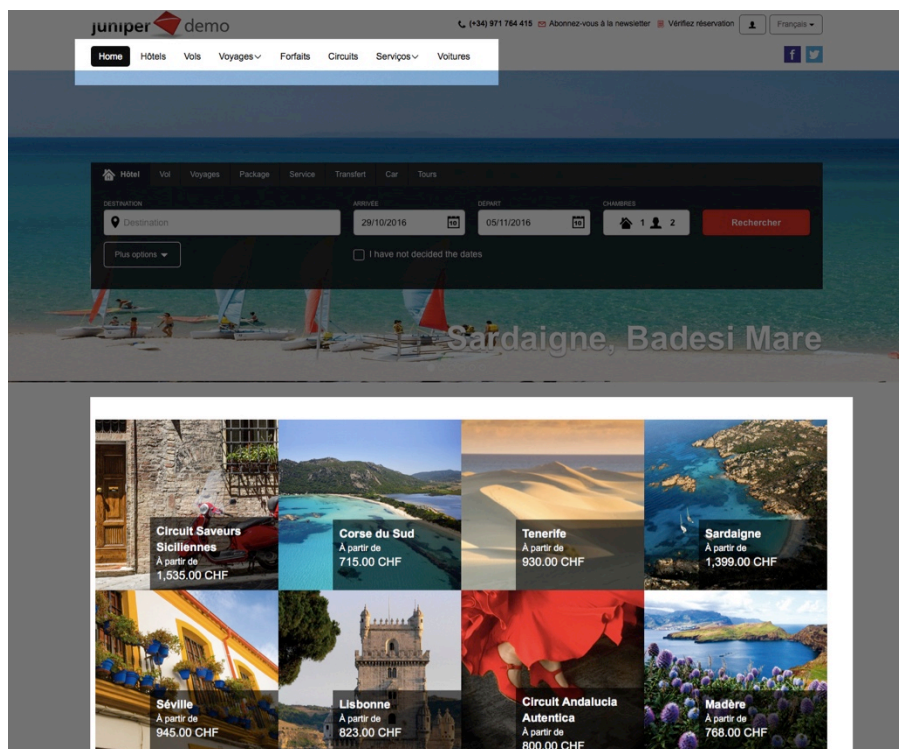 juniper demo
(+34) 971 764 415 Abonnez-vous à la newsletter Vérifiez réservation Français
Home Hôtels Vols Voyages Forfaits Circuits Serviços Voitures
Hôtel Vol Voyages Package Service Transfert Car Tours
DESTINATION ARRIVÉE DÉPART CHAMBRES
Destination 29/10/2016 10 05/11/2016 10 1 2 Rechercher
Plus options I have not decided the dates
Sardaigne, Badesi Mare
Circuit Saveurs
Siciliennes
À partir de
1,535.00 CHF
Corse du Sud
À partir de
715.00 CHF
Tenerife
À partir de
930.00 CHF
Sardaigne
À partir de
1,399.00 CHF
Séville
À partir de
945.00 CHF
Lisbonne
À partir de
823.00 CHF
Circuit Andalucia
Autentica
À partir de
800.00 CHF
Madère
À partir de
768.00 CHF